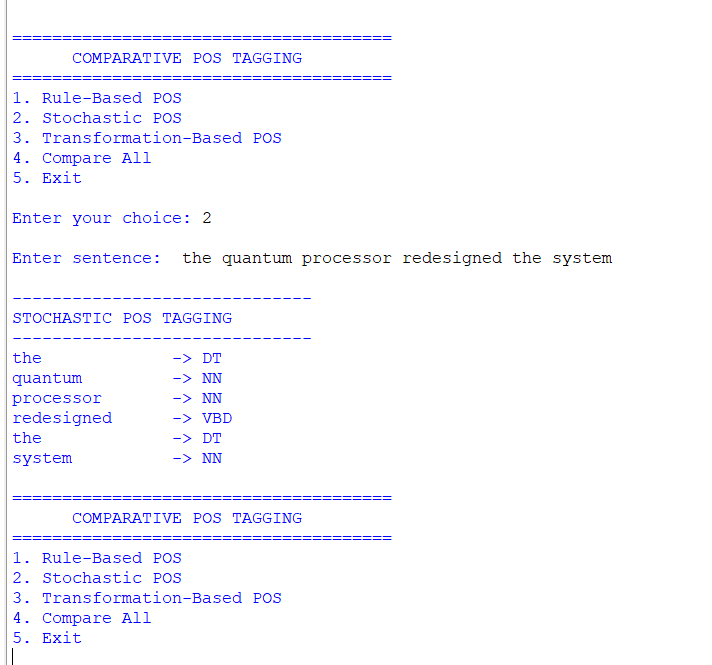 ======================================
      COMPARATIVE POS TAGGING
======================================
1. Rule-Based POS
2. Stochastic POS
3. Transformation-Based POS
4. Compare All
5. Exit

Enter your choice: 2

Enter sentence:  the quantum processor redesigned the system

------------------------------
STOCHASTIC POS TAGGING
------------------------------
the             -> DT
quantum         -> NN
processor       -> NN
redesigned      -> VBD
the             -> DT
system          -> NN

======================================
      COMPARATIVE POS TAGGING
======================================
1. Rule-Based POS
2. Stochastic POS
3. Transformation-Based POS
4. Compare All
5. Exit